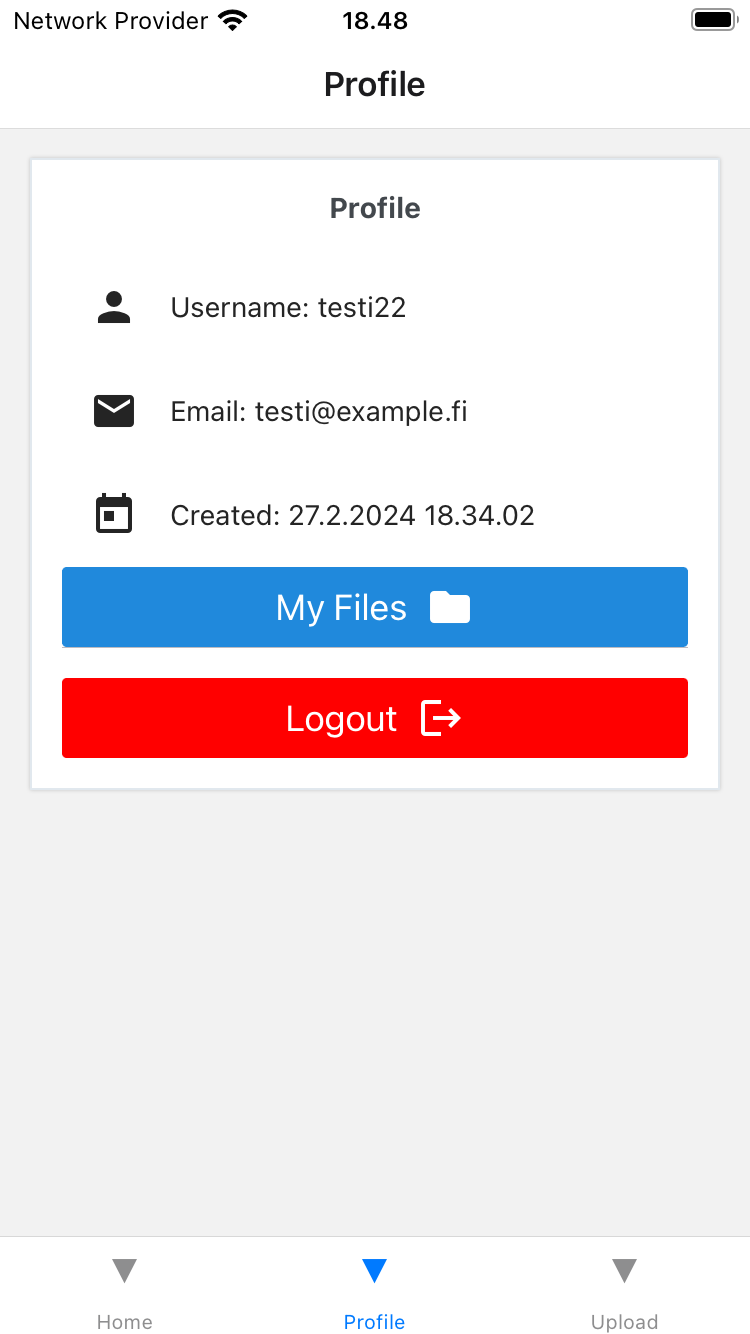 Network Provider 18.48
Profile
Profile
Username: testi22
Email: testi@example.fi
Created: 27.2.2024 18.34.02
My Files
Logout
Home Profile Upload